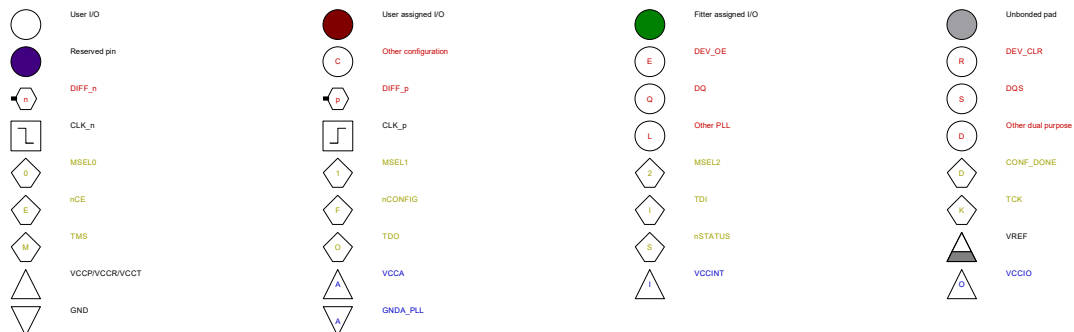 User I/O User assigned I/O Fitter assigned I/O Unbonded pad
Reserved pin C Other configuration E DEV_OE R DEV_CLR
n DIFF_n p DIFF_p Q DQ S DQS
CLK_n CLK_p L Other PLL D Other dual purpose
0 MSEL0 1 MSEL1 2 MSEL2 D CONF_DONE
E nCE F nCONFIG I TDI K TCK
M TMS O TDO S nSTATUS VREF
VCCP/VCCR/VCCT A VCCA I VCCINT O VCCIO
GND A GNDA_PLL